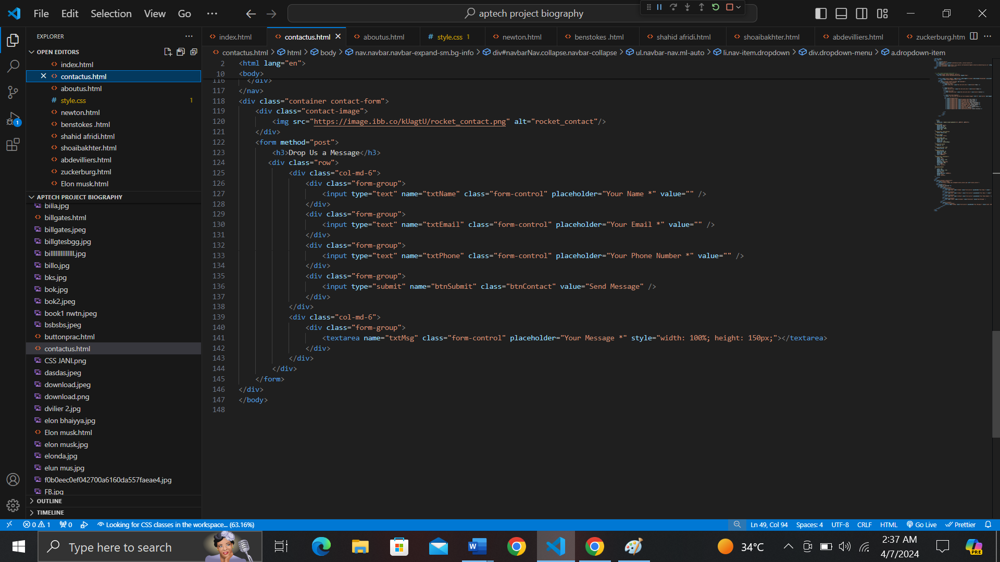 File Edit Selection View Go ··· aptech project biography
EXPLORER ···
OPEN EDITORS
index.html
contactus.html
aboutus.html
style.css 1
newton.html
benstokes .html
shahid afridi.html
shoaibakhter.html
abdevilliers.html
zuckerburg.html
Elon musk.html
APTECH PROJECT BIOGRAPHY
billa.jpg
billgates.html
billgates.jpeg
billgtesbgg.jpg
billo.jpg
bks.jpg
bok.jpg
bok2.jpeg
book1 nwtn.jpeg
bsbsbs.jpeg
buttonprac.html
contactus.html
CSS JANI.png
dasdas.jpeg
download.jpeg
download.png
dvilier 2.jpg
elon bhaiyya.jpg
Elon musk.html
elon musk.jpg
elonda.jpg
elun mus.jpg
f0b0eec0ef042700a6160da557faeae4.jpg
FB.jpg
OUTLINE
TIMELINE
index.html contactus.html aboutus.html style.css 1 newton.html benstokes .html shahid afridi.html shoaibakhter.html abdevilliers.html zuckerburg.htm ···
contactus.html > html > body > nav.navbar.navbar-expand-sm.bg-info > div#navbarNav.collapse.navbar-collapse > ul.navbar-nav.ml-auto > li.nav-item.dropdown > div.dropdown-menu > a.dropdown-item
2 <html lang="en">
10 <body>
116 </div>
117 </nav>
118 <div class="container contact-form">
119 <div class="contact-image">
120 <img src="https://image.ibb.co/kUagtU/rocket_contact.png" alt="rocket_contact"/>
121 </div>
122 <form method="post">
123 <h3>Drop Us a Message</h3>
124 <div class="row">
125 <div class="col-md-6">
126 <div class="form-group">
127 <input type="text" name="txtName" class="form-control" placeholder="Your Name *" value="" />
128 </div>
129 <div class="form-group">
130 <input type="text" name="txtEmail" class="form-control" placeholder="Your Email *" value="" />
131 </div>
132 <div class="form-group">
133 <input type="text" name="txtPhone" class="form-control" placeholder="Your Phone Number *" value="" />
134 </div>
135 <div class="form-group">
136 <input type="submit" name="btnSubmit" class="btnContact" value="Send Message" />
137 </div>
138 </div>
139 <div class="col-md-6">
140 <div class="form-group">
141 <textarea name="txtMsg" class="form-control" placeholder="Your Message *" style="width: 100%; height: 150px;"></textarea>
142 </div>
143 </div>
144 </div>
145 </form>
146 </div>
147 </body>
148
1
0 1 0 Looking for CSS classes in the workspace... (63.16%) Ln 49, Col 94 Spaces: 4 UTF-8 CRLF HTML Go Live Prettier
Type here to search 34°C 2:37 AM
4/7/2024
PRE